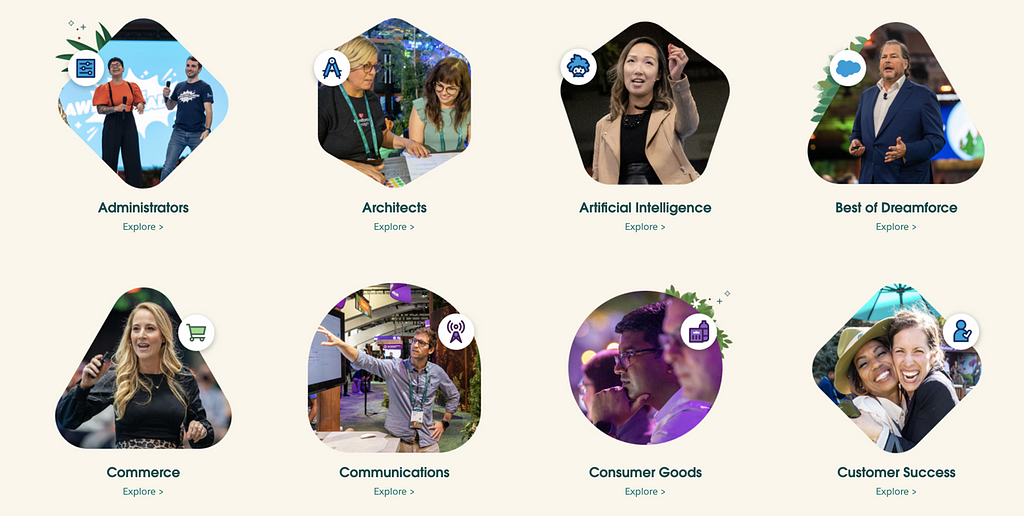 Administrators
Explore >
Architects
Explore >
Artificial Intelligence
Explore >
Best of Dreamforce
Explore >
Commerce
Explore >
Communications
Explore >
Consumer Goods
Explore >
Customer Success
Explore >